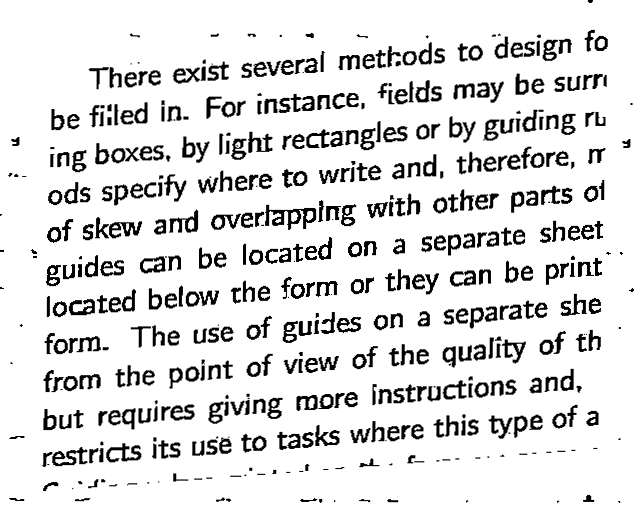 There exist several methods to design fo
be filled in. For instance, fields may be surr
ing boxes, by light rectangles or by guiding ru
ods specify where to write and, therefore, m
of skew and overlapping with other parts of
guides can be located on a separate sheet
located below the form or they can be print
form. The use of guides on a separate she
from the point of view of the quality of th
but requires giving more instructions and,
restricts its use to tasks where this type of a